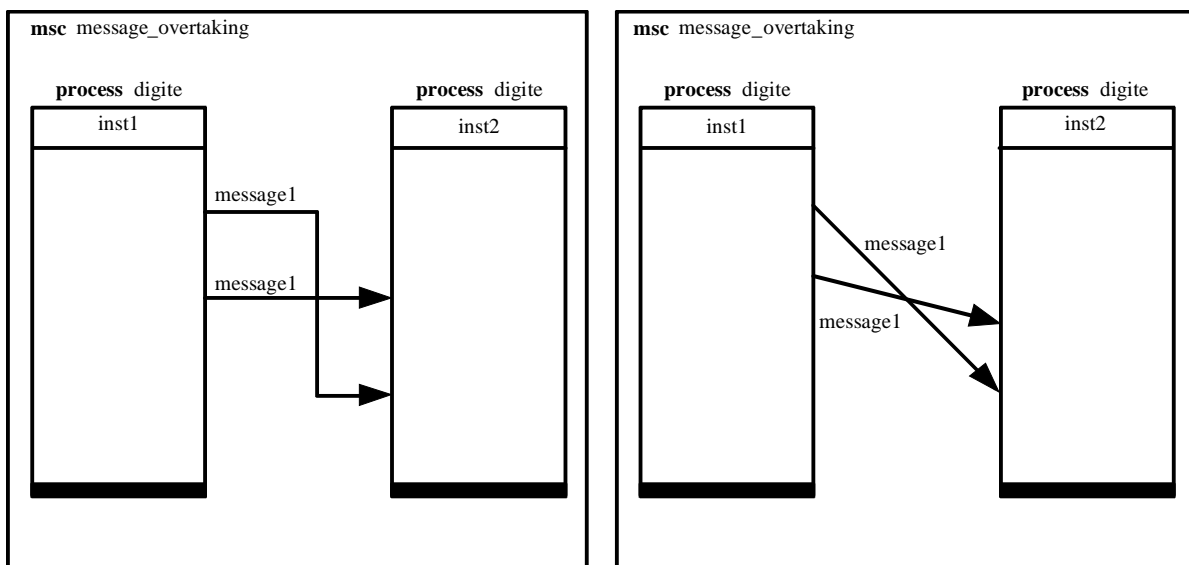 msc message_overtaking
process digite
process digite
inst1
inst2
message1
message1
msc message_overtaking
process digite
process digite
inst1
inst2
message1
message1